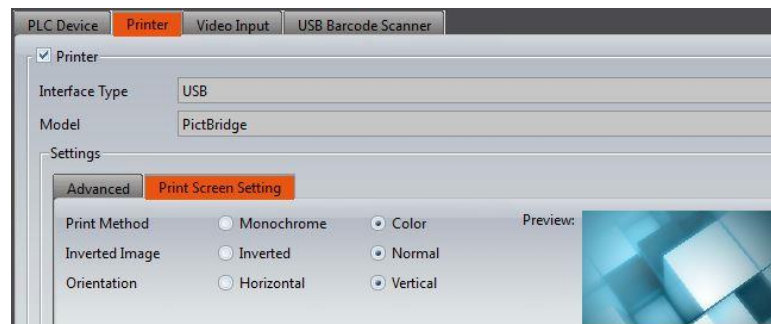 PLC Device Printer Video Input USB Barcode Scanner
Printer
Interface Type USB
Model PictBridge
Settings
Advanced Print Screen Setting
Print Method Monochrome Color Preview:
Inverted Image Inverted Normal
Orientation Horizontal Vertical